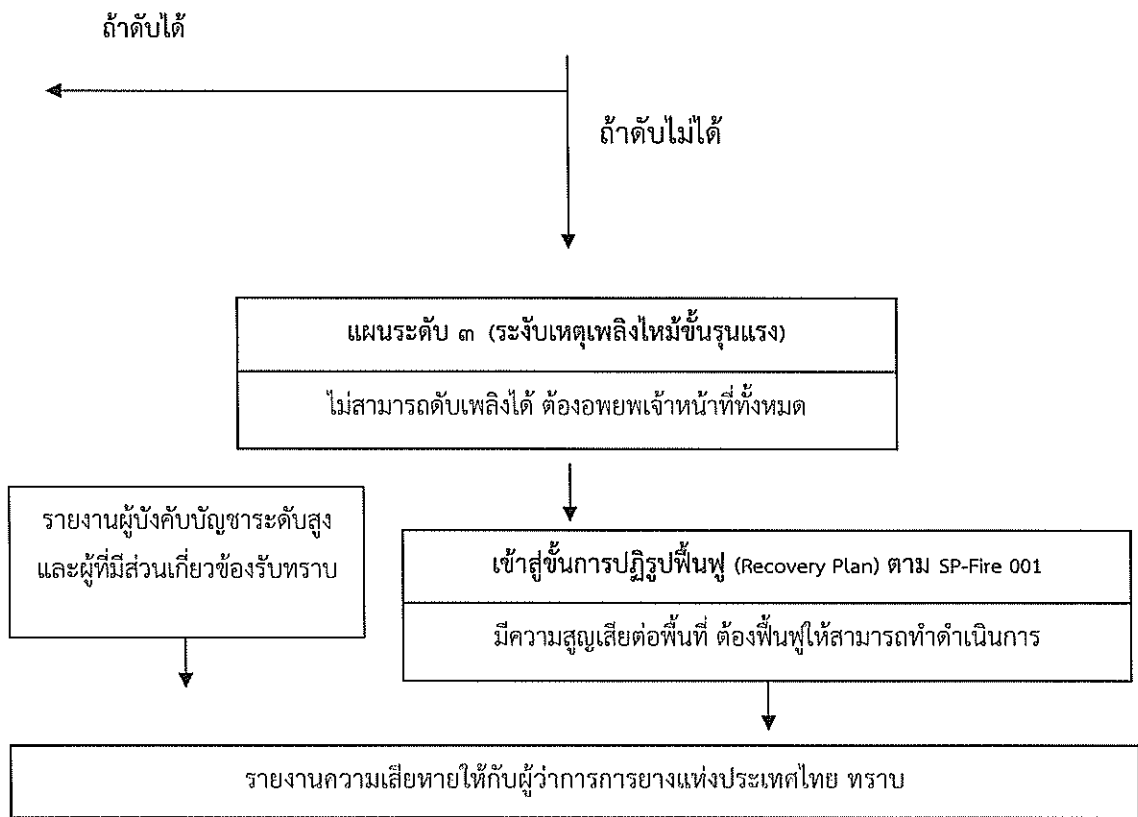 ถ้าดับได้
ถ้าดับไม่ได้
แผนระดับ ๓ (ระงับเหตุเพลิงไหม้ขั้นรุนแรง)
ไม่สามารถดับเพลิงได้ ต้องอพยพเจ้าหน้าที่ทั้งหมด
รายงานผู้บังคับบัญชาระดับสูง
และผู้ที่มีส่วนเกี่ยวข้องรับทราบ
เข้าสู่ขั้นการปฏิรูปฟื้นฟู (Recovery Plan) ตาม SP-Fire 001
มีความสูญเสียต่อพื้นที่ ต้องฟื้นฟูให้สามารถทำดำเนินการ
รายงานความเสียหายให้กับผู้ว่าการการยางแห่งประเทศไทย ทราบ